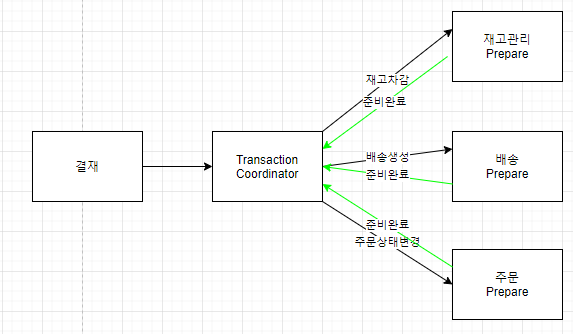 재고관리
Prepare
재고차감
준비완료
결재
Transaction
Coordinator
배송생성
준비완료
배송
Prepare
준비완료
주문상태변경
주문
Prepare